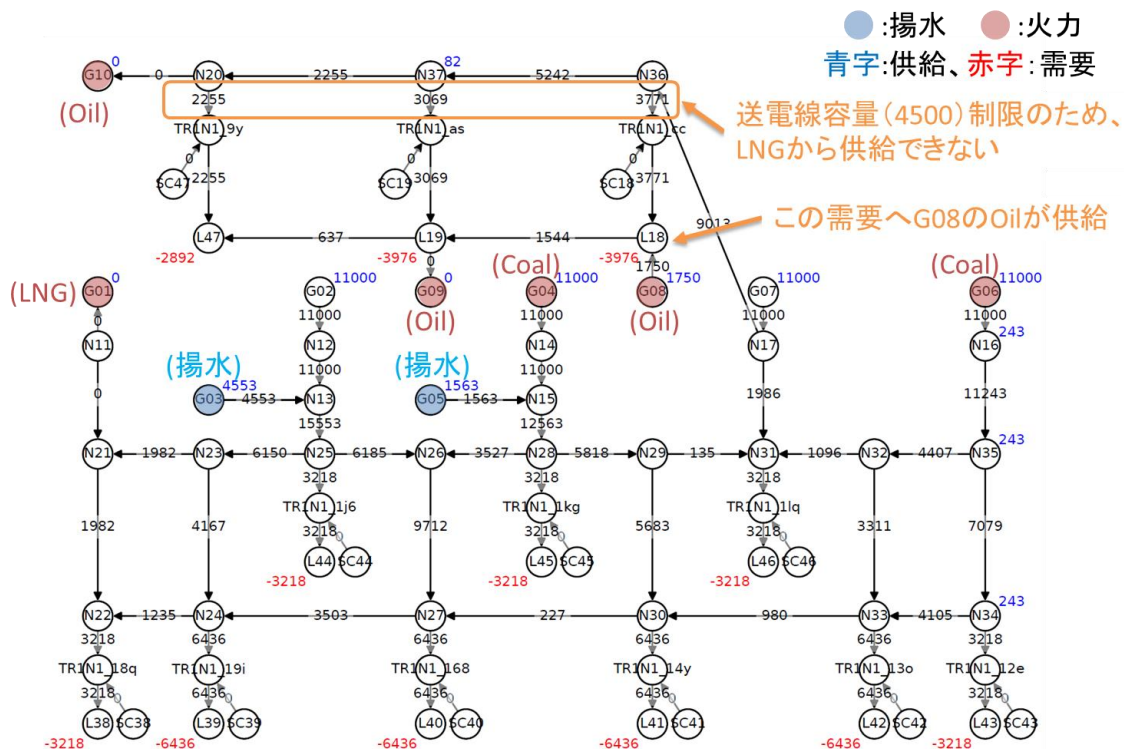 :揚水 :火力
青字:供給、赤字:需要
G10 0 0 N20 2255 N37 82 5242 N36
(Oil)
2255 3069 3771
送電線容量(4500)制限のため、
LNGから供給できない
TR1N1_9y TR1N1_as TR1N1_cc
0 0 0
SC47 2255 SC19 3069 SC18 3771
この需要へG08のOilが供給
9013
L47 637 L19 1544 L18
-2892 -3976 -3976
0 1750
(LNG) G01 0 G02 11000 G09 0 (Coal) G04 11000 G08 1750 G07 11000 (Coal) G06 11000
(Oil) (Oil)
0 11000 11000 11000 11000
N11 N12 N14 N17 N16 243
(揚水) (揚水)
0 11000 11000 1986 11243
G03 4553 4553 N13 G05 1563 1563 N15
15553 12563
N21 1982 N23 6150 N25 6185 N26 3527 N28 5818 N29 135 N31 1096 N32 4407 N35 243
3218 3218 3218
TR1N1_1j6 TR1N1_1kg TR1N1_1lq
1982 4167 3218 0 9712 3218 0 5683 3218 0 3311 7079
L44 SC44 L45 SC45 L46 SC46
-3218 -3218 -3218
N22 1235 N24 3503 N27 227 N30 980 N33 4105 N34 243
3218 6436 6436 6436 6436 3218
TR1N1_18q TR1N1_19i TR1N1_168 TR1N1_14y TR1N1_13o TR1N1_12e
3218 0 6436 0 6436 0 6436 0 6436 0 3218 0
L38 SC38 L39 SC39 L40 SC40 L41 SC41 L42 SC42 L43 SC43
-3218 -6436 -6436 -6436 -6436 -3218